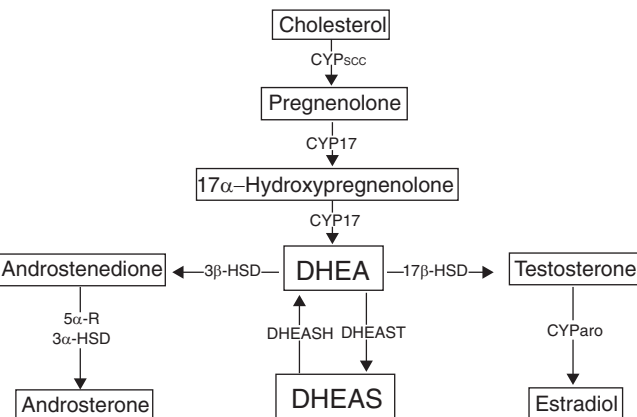 Cholesterol
CYPscc
Pregnenolone
CYP17
17α–Hydroxypregnenolone
CYP17
Androstenedione
3β-HSD
DHEA
17β-HSD
Testosterone
5α-R
3α-HSD
DHEASH
DHEAST
CYParo
Androsterone
DHEAS
Estradiol